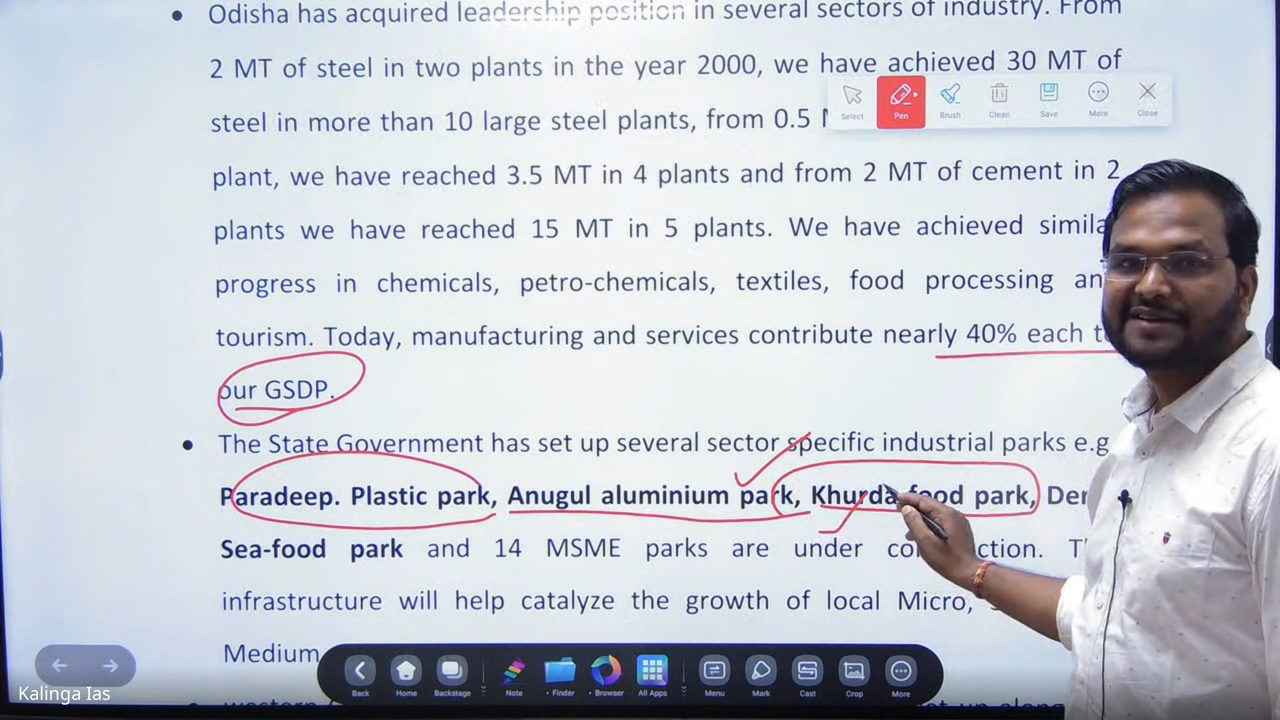 Odisha has acquired leadership position in several sectors of industry. From
2 MT of steel in two plants in the year 2000, we have achieved 30 MT of
steel in more than 10 large steel plants, from 0.5
Select
Pen
Brush
Clean
Save
More
Close
plant, we have reached 3.5 MT in 4 plants and from 2 MT of cement in 2
plants we have reached 15 MT in 5 plants. We have achieved
progress in chemicals, petro-chemicals, textiles, food processing
tourism. Today, manufacturing and services contribute nearly 40% each
our GSDP.
The State Government has set up several sector specific industrial parks e.g
Paradeep. Plastic park, Anugul aluminium park, Khurda food park,
Sea-food park and 14 MSME parks are under
infrastructure will help catalyze the growth of local Micro,
Medium
Back
Home
Backstage
Note
Finder
Browser
All Apps
Menu
Mark
Cast
Crop
More
Kalinga Ias